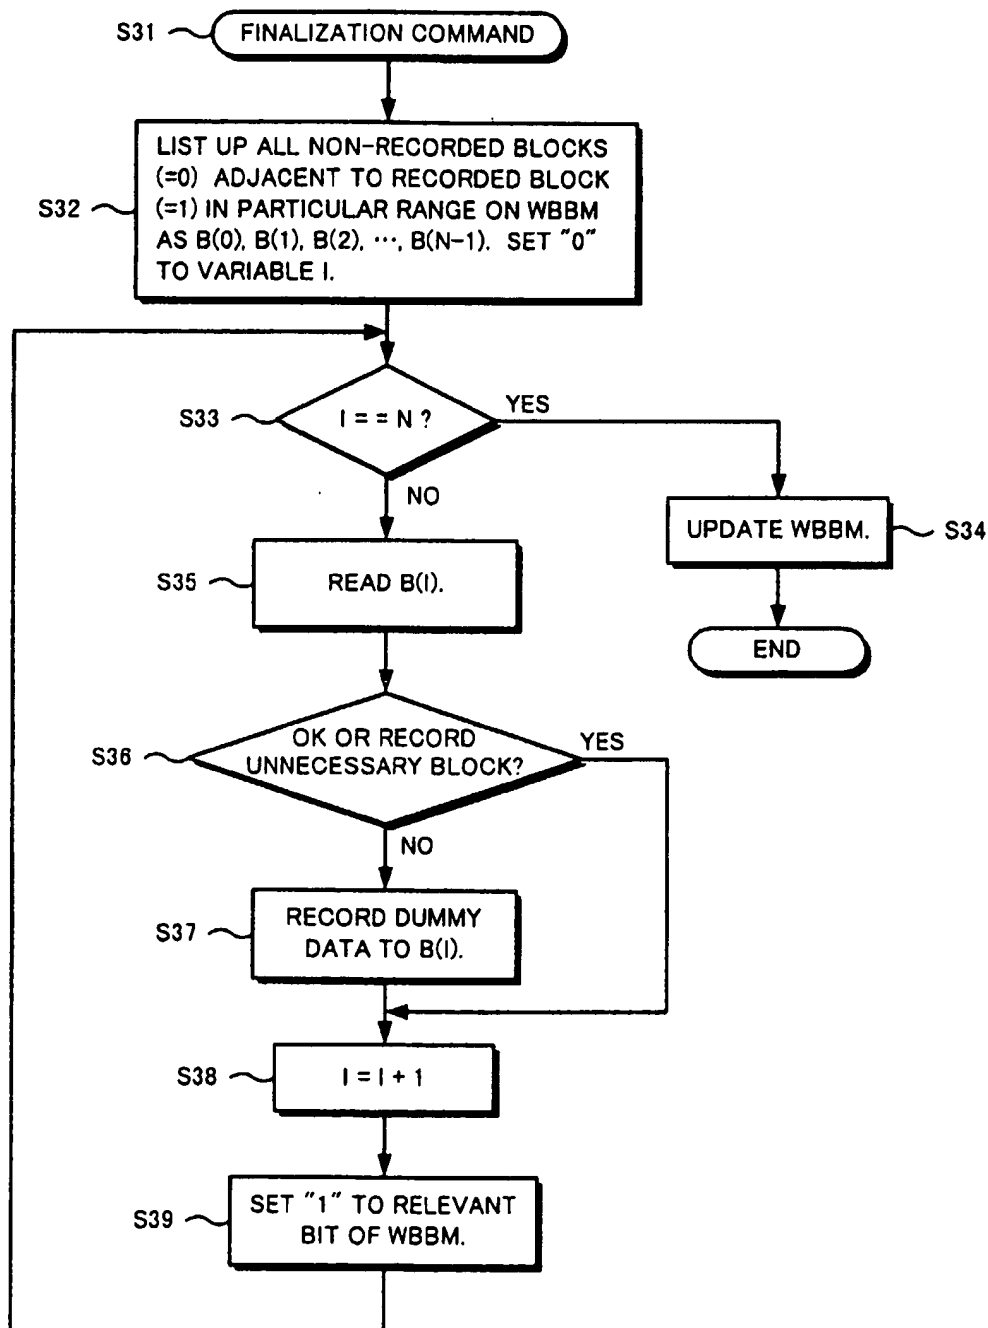 S31
FINALIZATION COMMAND
S32
LIST UP ALL NON-RECORDED BLOCKS
(=0) ADJACENT TO RECORDED BLOCK
(=1) IN PARTICULAR RANGE ON WBBM
AS B(0), B(1), B(2), ···, B(N-1). SET "0"
TO VARIABLE I.
S33
I = = N ?
YES
NO
UPDATE WBBM.
S34
S35
READ B(I).
END
S36
OK OR RECORD
UNNECESSARY BLOCK?
YES
NO
S37
RECORD DUMMY
DATA TO B(I).
S38
I = I + 1
S39
SET "1" TO RELEVANT
BIT OF WBBM.